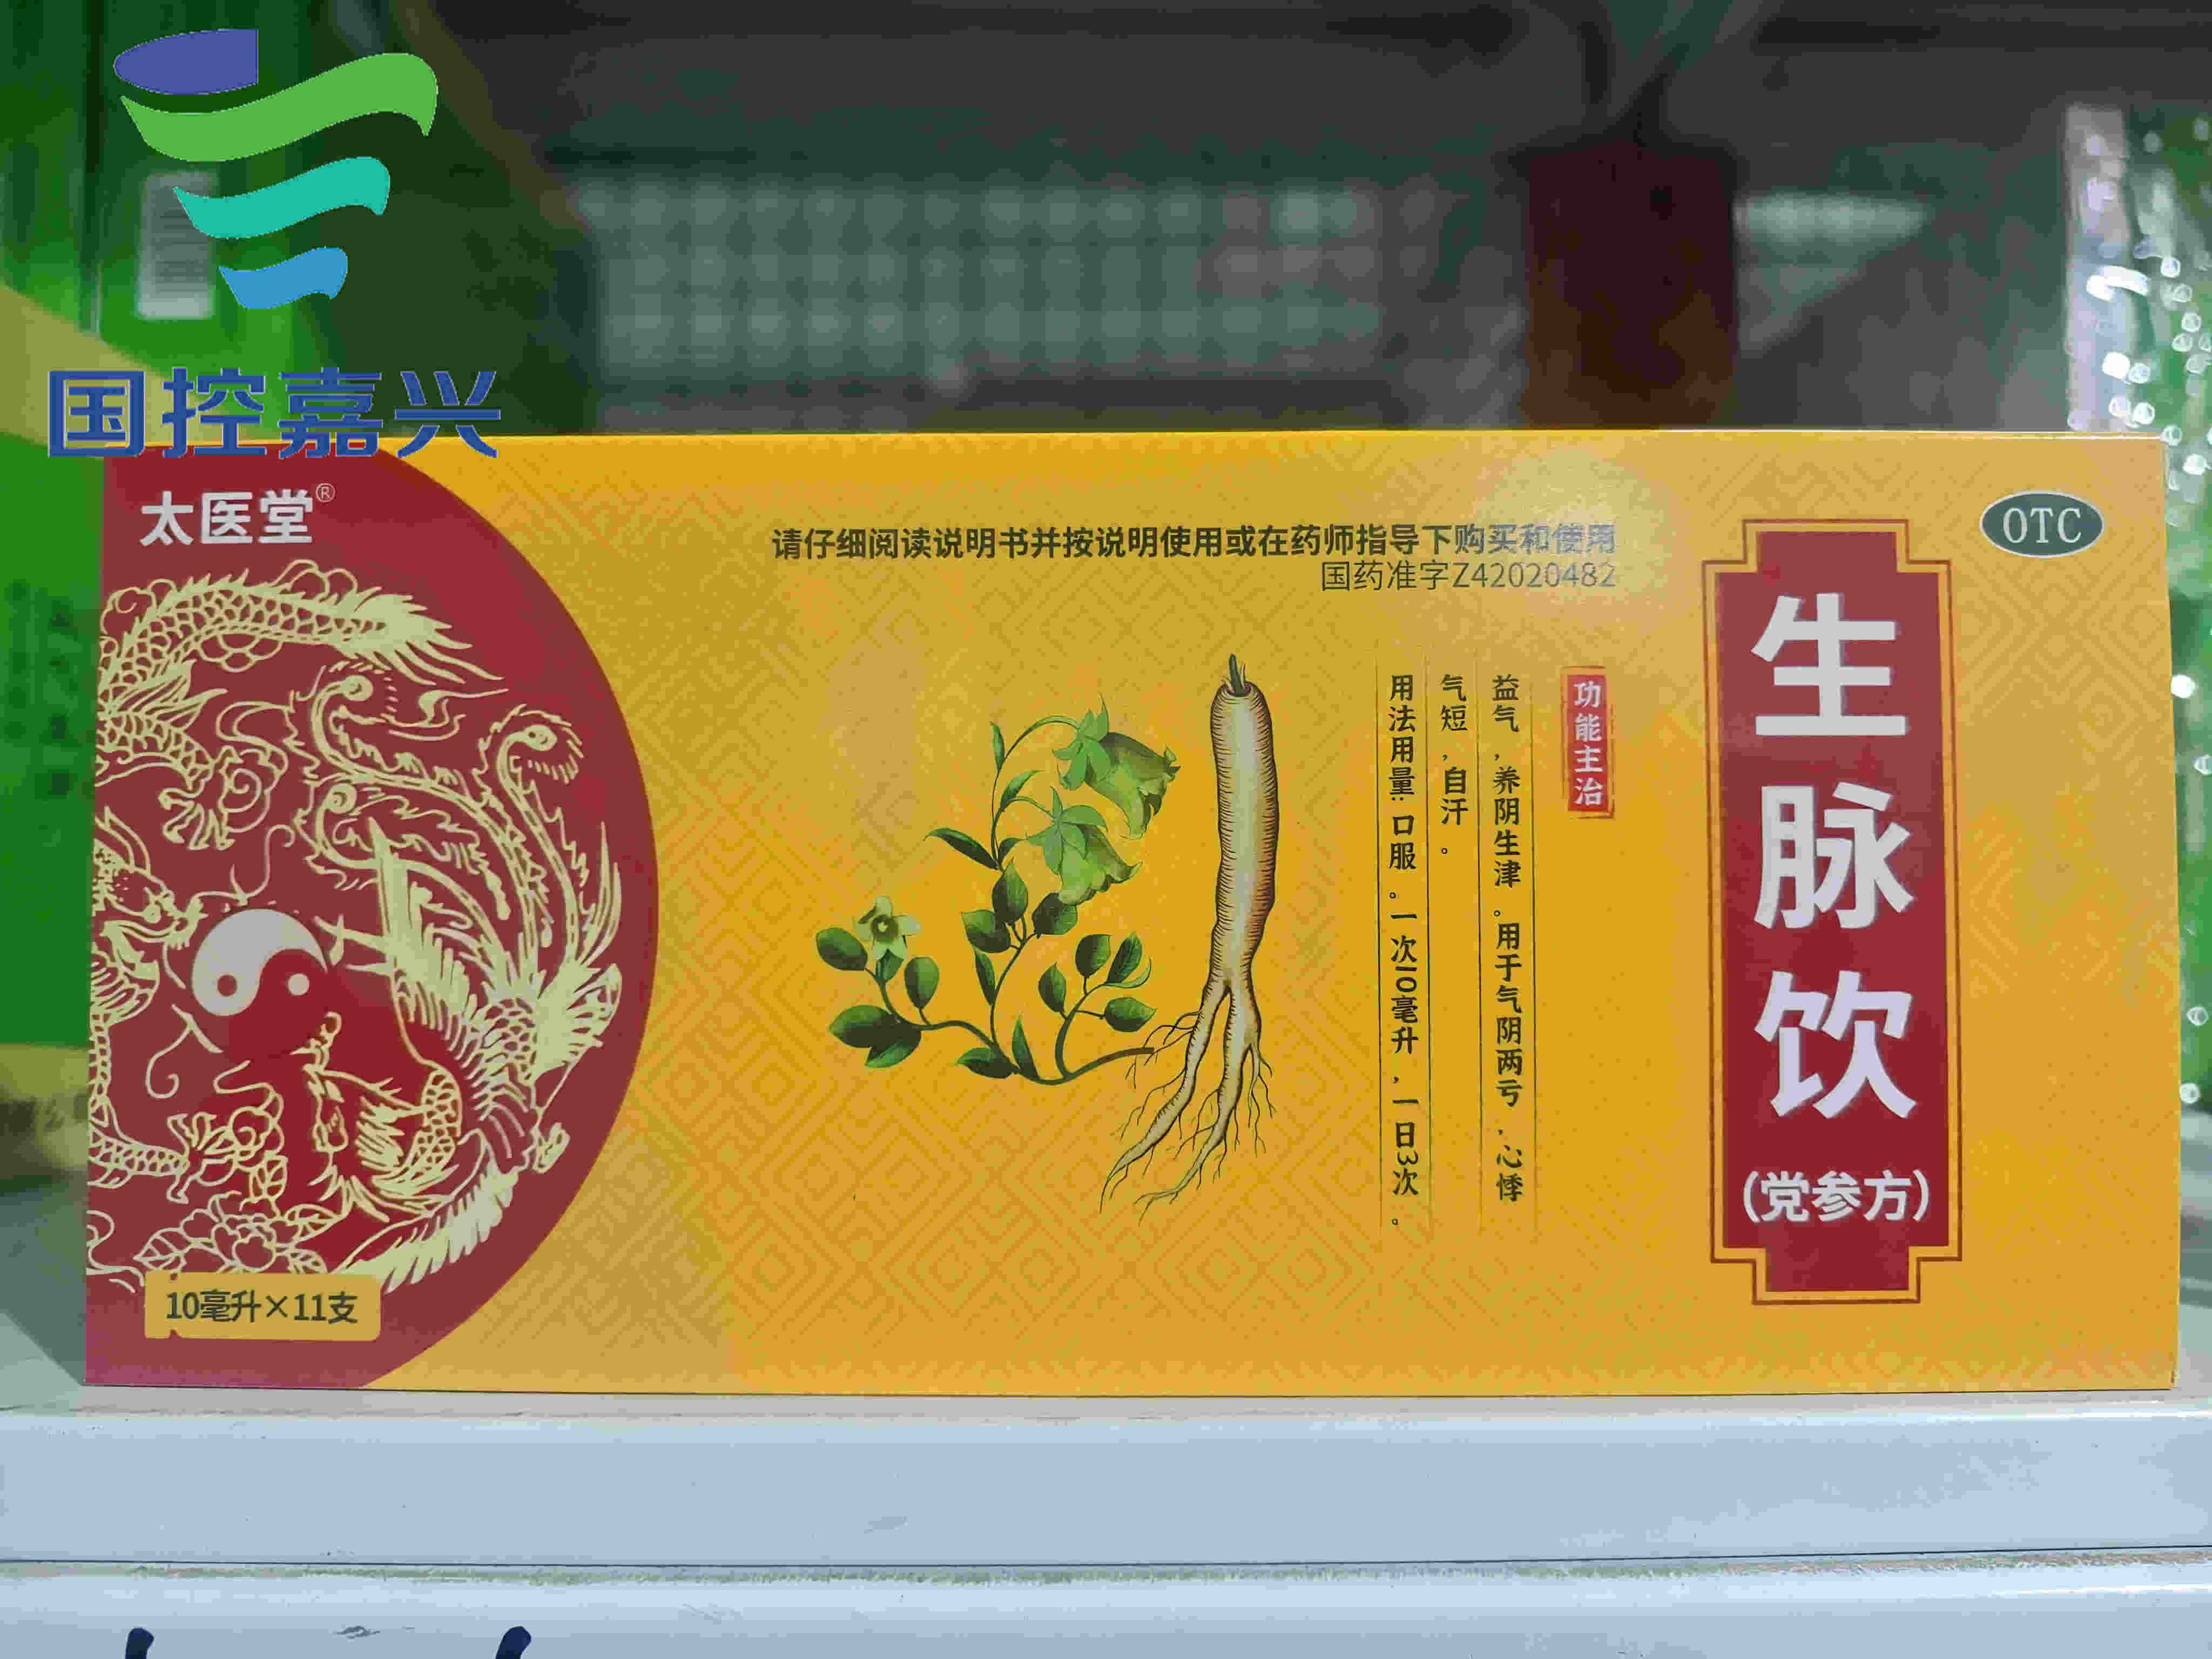 国控嘉兴
太医堂®
请仔细阅读说明书并按说明使用或在药师指导下购买和使用
国药准字Z42020482
OTC
生脉饮
(党参方)
功能主治
益气,养阴生津。用于气阴两亏,心悸
气短,自汗。
用法用量:口服。一次10毫升,一日3次。
10毫升×11支